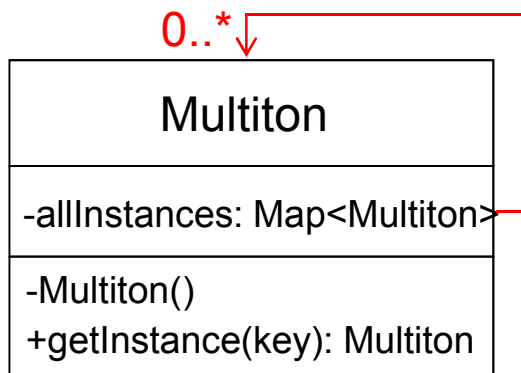 0..*
Multiton
-allInstances: Map<Multiton>
-Multiton()
+getInstance(key): Multiton